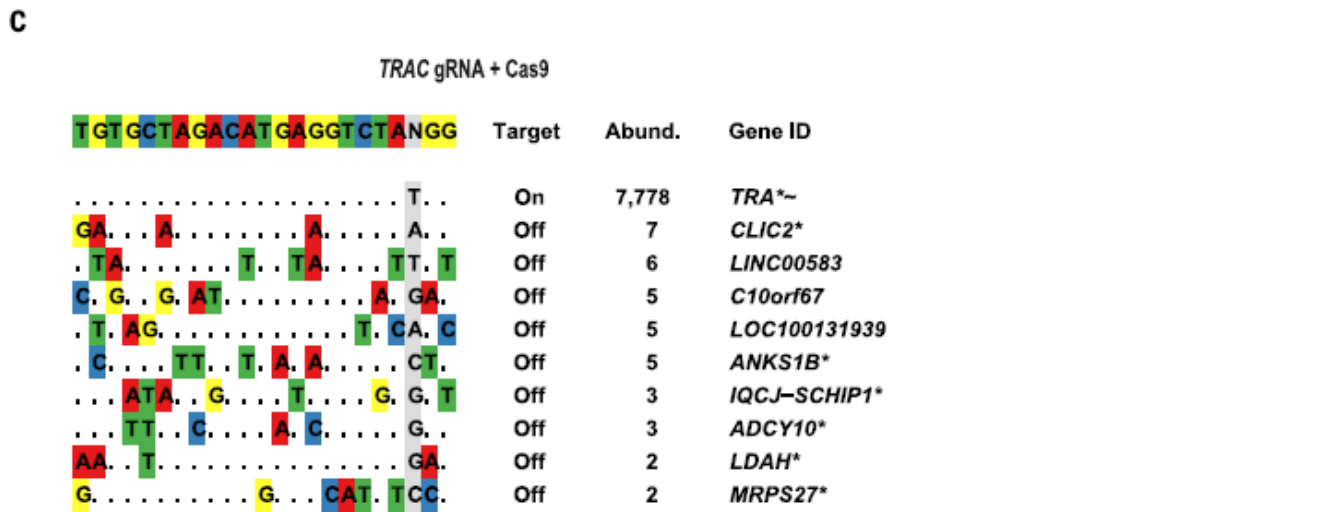 C
TRAC gRNA + Cas9
TGTGCTAGACATGAGGTCTANGG Target Abund. Gene ID
....................T.. On 7,778 TRA*~
GA...A........A.....A.. Off 7 CLIC2*
.TA.......T..TA....TT.T Off 6 LINC00583
C.G..G.AT.........A.GA. Off 5 C10orf67
.T.AG............T.CA.C Off 5 LOC100131939
.C....TT..T.A.A.....CT. Off 5 ANKS1B*
...ATA..G....T....G.G.T Off 3 IQCJ–SCHIP1*
...TT..C....A.C.....G.. Off 3 ADCY10*
AA..T...............GA. Off 2 LDAH*
G..........G...CAT.TCC. Off 2 MRPS27*